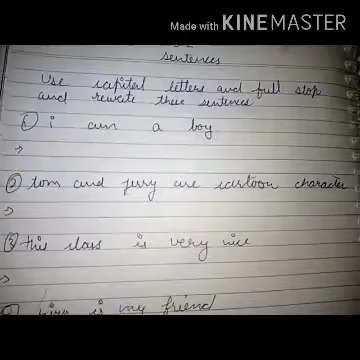 Made with KINEMASTER
sentences
Use capital letters and full stop
and rewrite these sentences
① i am a boy
⇒
② tom and jerry are cartoon character
⇒
③ this class is very nice
⇒
is my friend